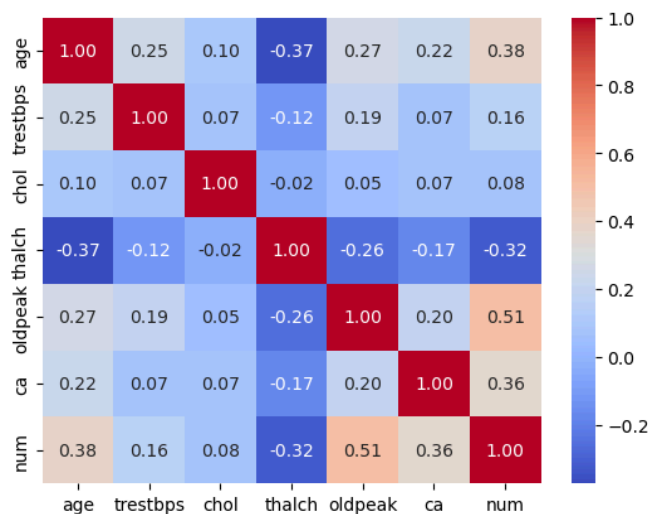 age 1.00 0.25 0.10 -0.37 0.27 0.22 0.38
trestbps 0.25 1.00 0.07 -0.12 0.19 0.07 0.16
chol 0.10 0.07 1.00 -0.02 0.05 0.07 0.08
thalch -0.37 -0.12 -0.02 1.00 -0.26 -0.17 -0.32
oldpeak 0.27 0.19 0.05 -0.26 1.00 0.20 0.51
ca 0.22 0.07 0.07 -0.17 0.20 1.00 0.36
num 0.38 0.16 0.08 -0.32 0.51 0.36 1.00
age trestbps chol thalch oldpeak ca num
1.0
0.8
0.6
0.4
0.2
0.0
−0.2